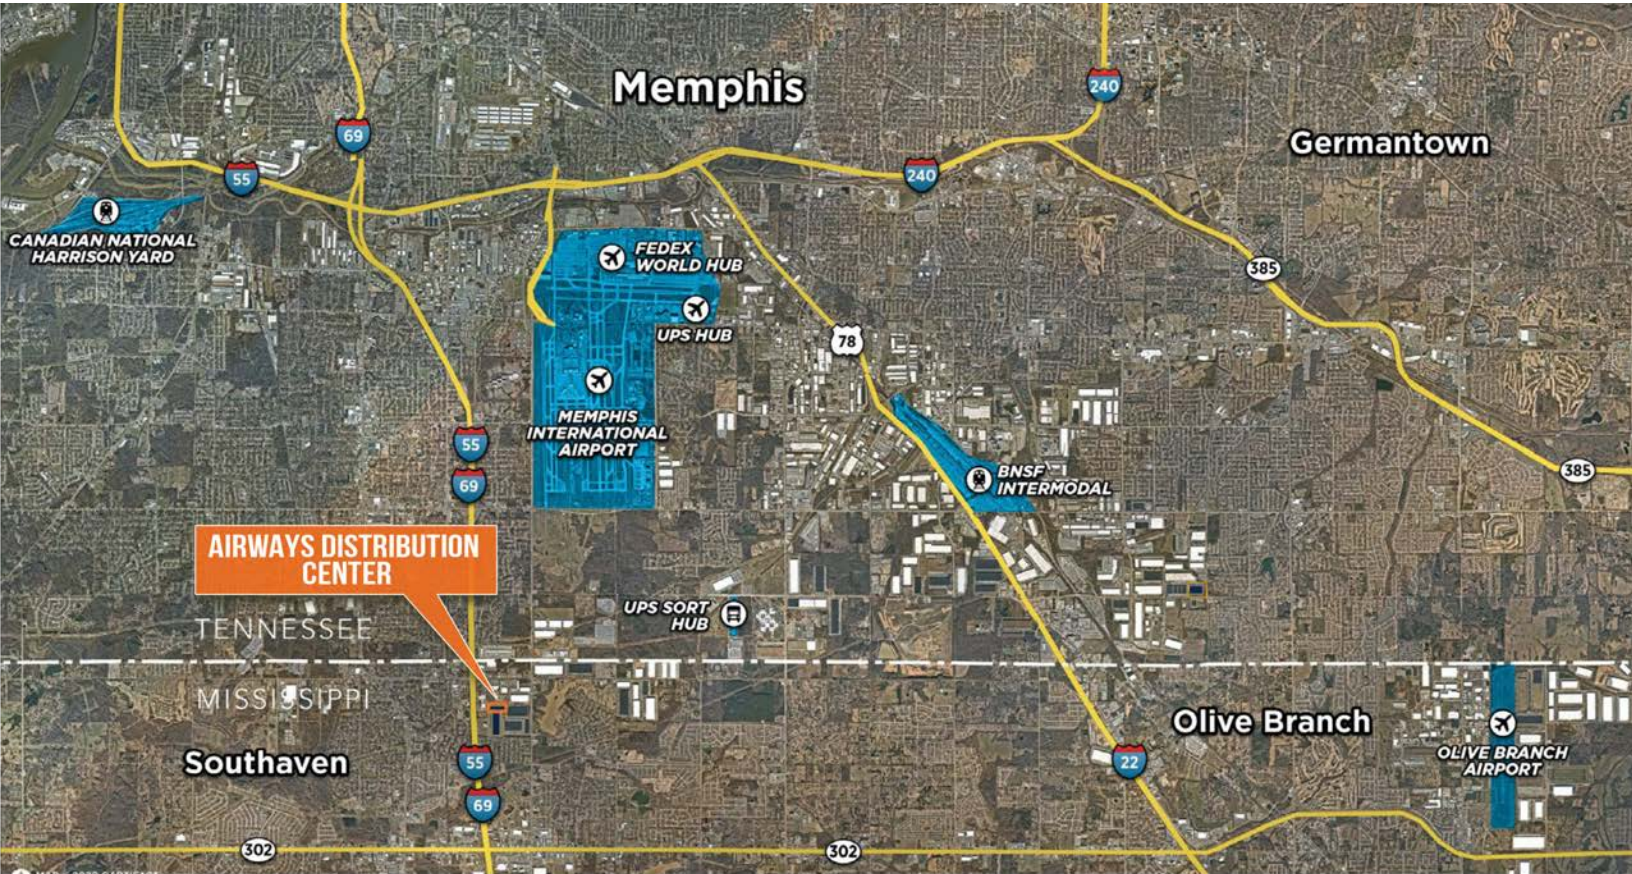 Memphis
240
Germantown
69
55
240
CANADIAN NATIONAL
HARRISON YARD
FEDEX
WORLD HUB
385
UPS HUB
78
MEMPHIS
INTERNATIONAL
AIRPORT
55
69
385
BNSF
INTERMODAL
AIRWAYS DISTRIBUTION
CENTER
UPS SORT
HUB
TENNESSEE
MISSISSIPPI
Southaven
55
69
Olive Branch
22
OLIVE BRANCH
AIRPORT
302
302